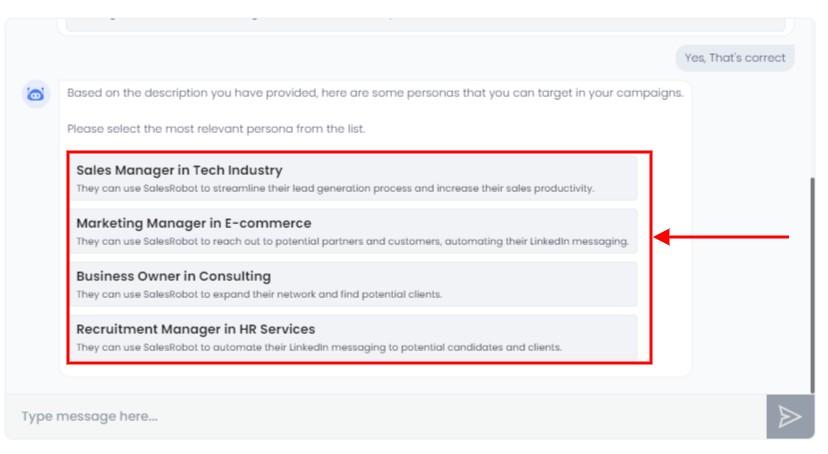 Yes, That's correct
Based on the description you have provided, here are some personas that you can target in your campaigns.
Please select the most relevant persona from the list.
Sales Manager in Tech Industry
They can use SalesRobot to streamline their lead generation process and increase their sales productivity.
Marketing Manager in E-commerce
They can use SalesRobot to reach out to potential partners and customers, automating their LinkedIn messaging.
Business Owner in Consulting
They can use SalesRobot to expand their network and find potential clients.
Recruitment Manager in HR Services
They can use SalesRobot to automate their LinkedIn messaging to potential candidates and clients.
Type message here...